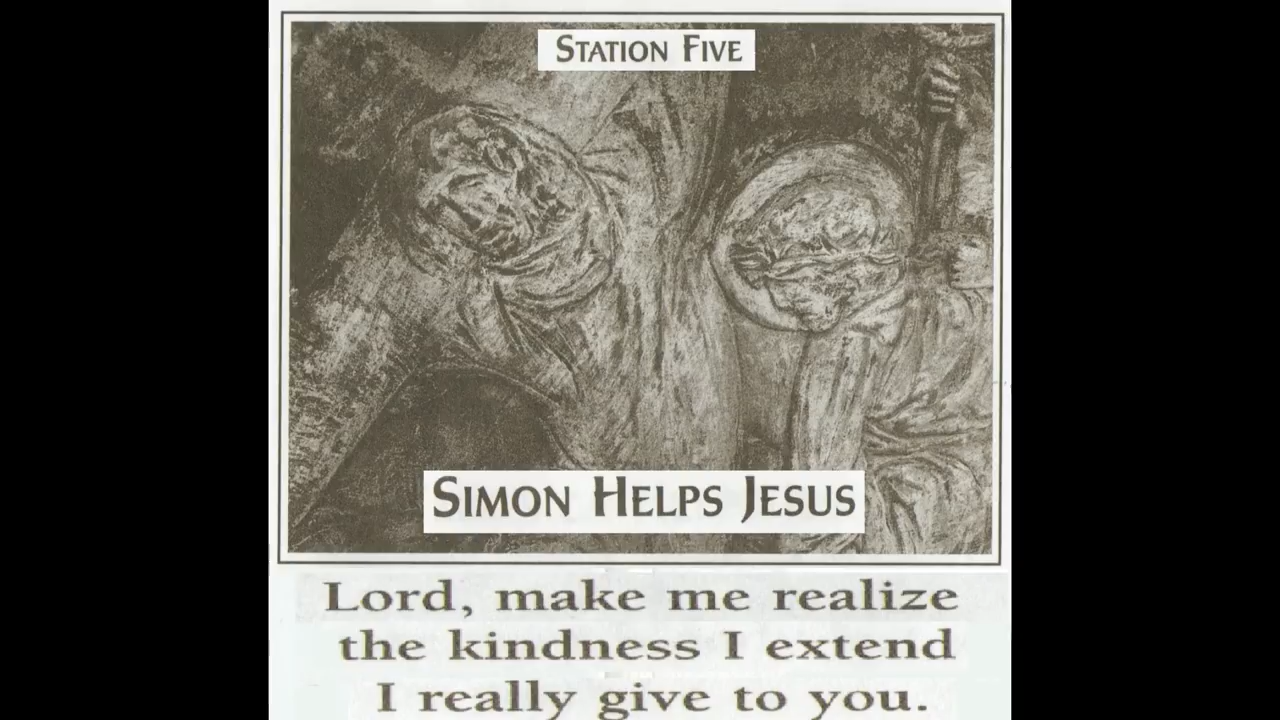 STATION FIVE
SIMON HELPS JESUS
Lord, make me realize
the kindness I extend
I really give to you.